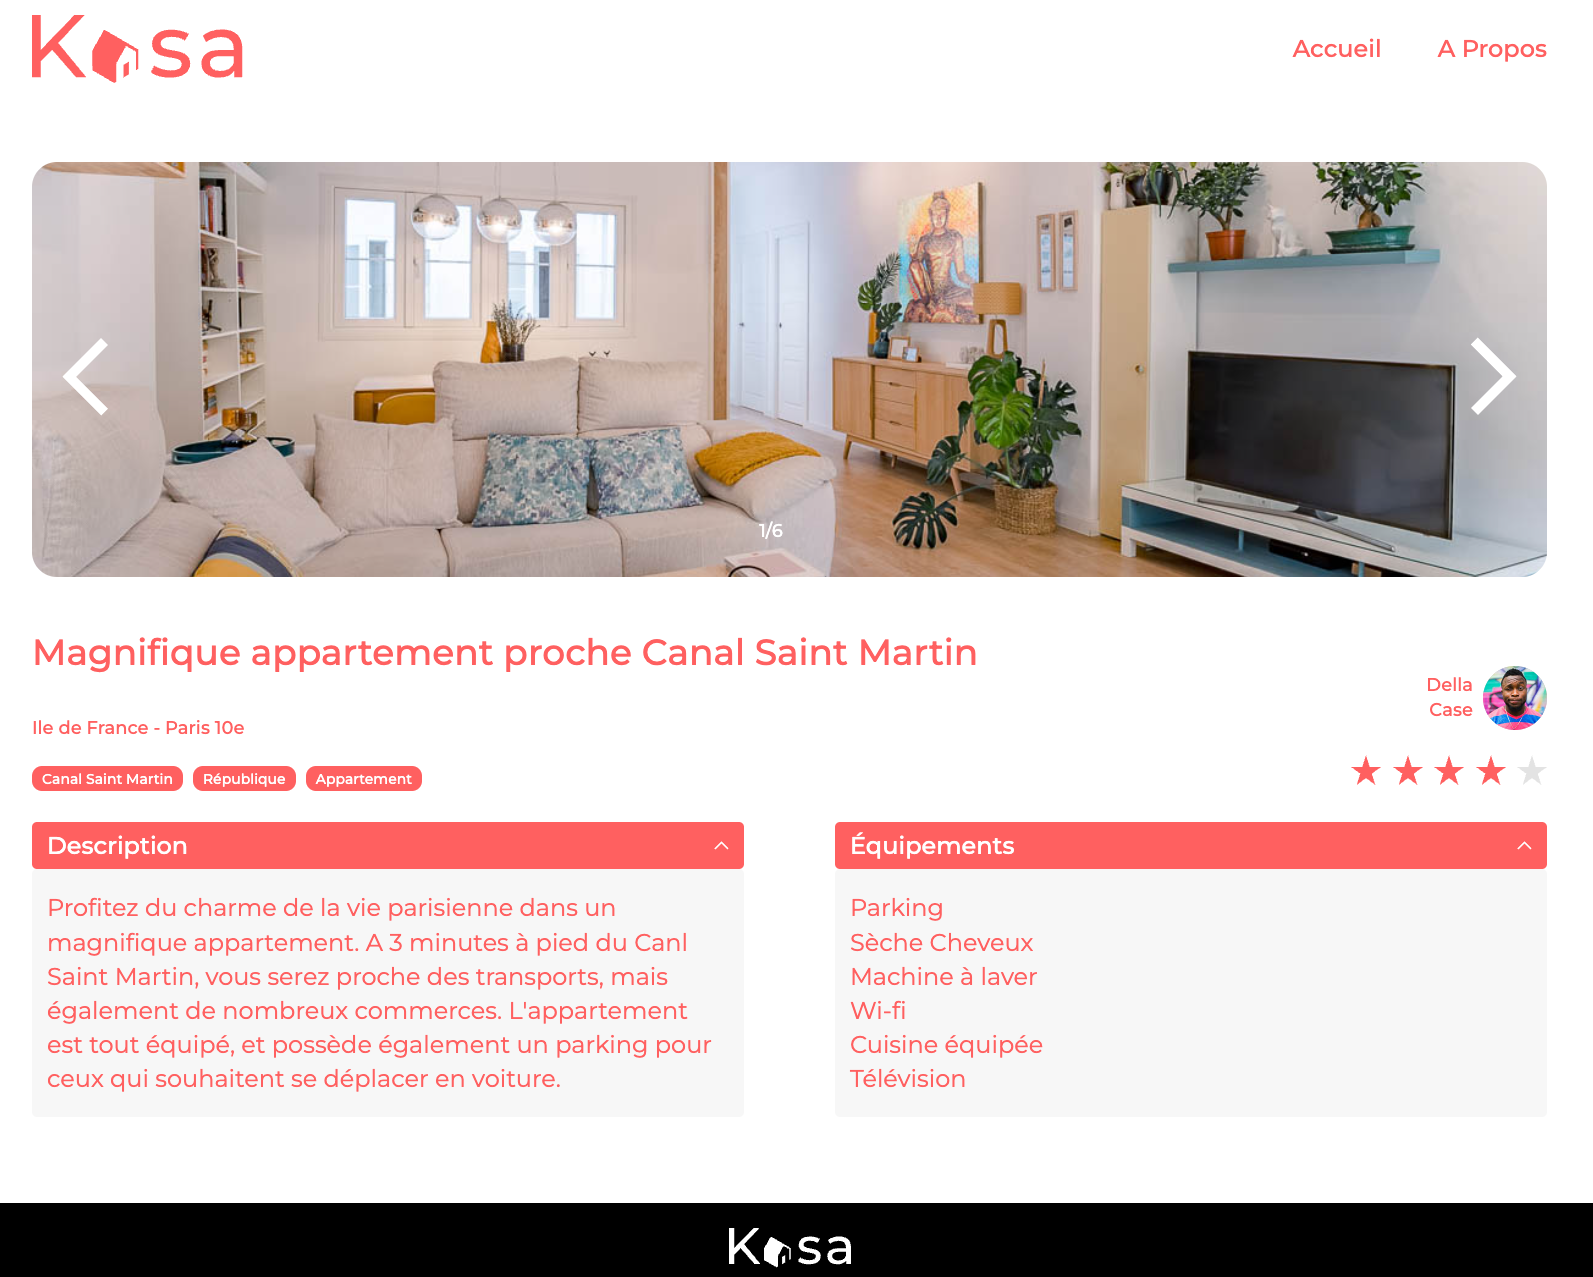 Kasa
Accueil
A Propos
1/6
Magnifique appartement proche Canal Saint Martin
Della
Case
Ile de France - Paris 10e
Canal Saint Martin
République
Appartement
Description
Profitez du charme de la vie parisienne dans un
magnifique appartement. A 3 minutes à pied du Canl
Saint Martin, vous serez proche des transports, mais
également de nombreux commerces. L'appartement
est tout équipé, et possède également un parking pour
ceux qui souhaitent se déplacer en voiture.
Équipements
Parking
Sèche Cheveux
Machine à laver
Wi-fi
Cuisine équipée
Télévision
Kasa